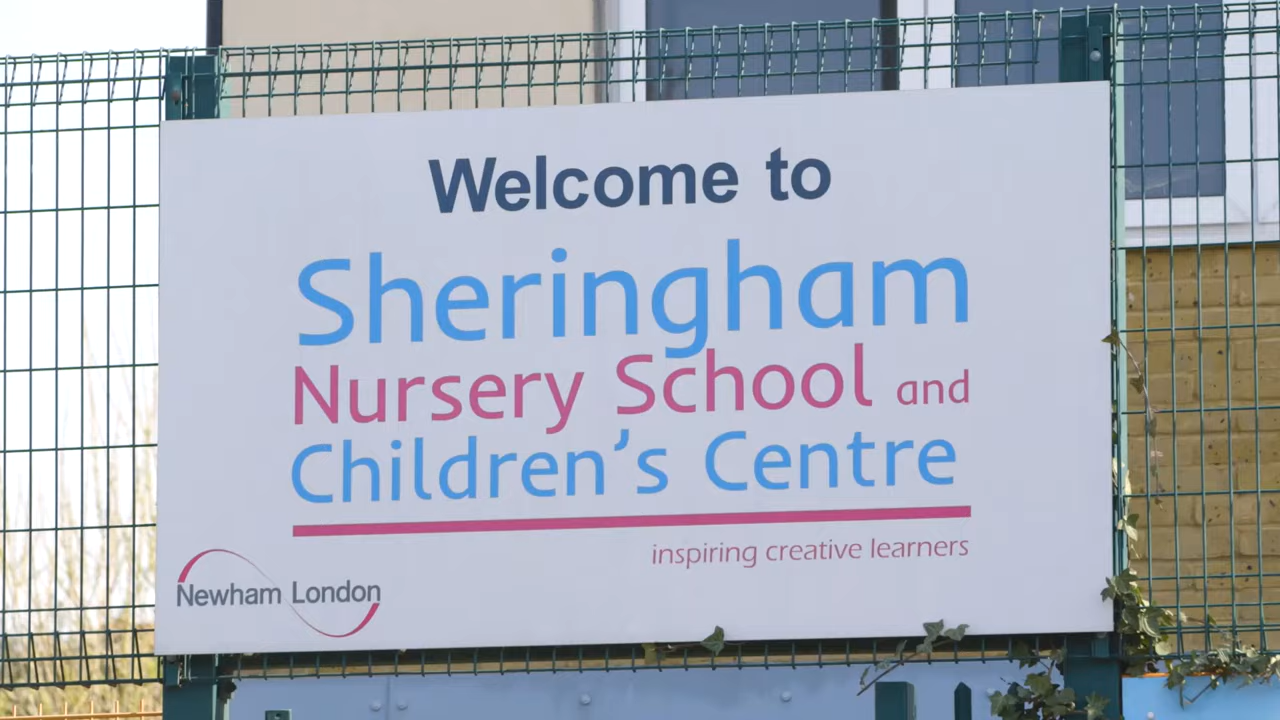 Welcome to
Sheringham
Nursery School and
Children's Centre
inspiring creative learners
Newham London